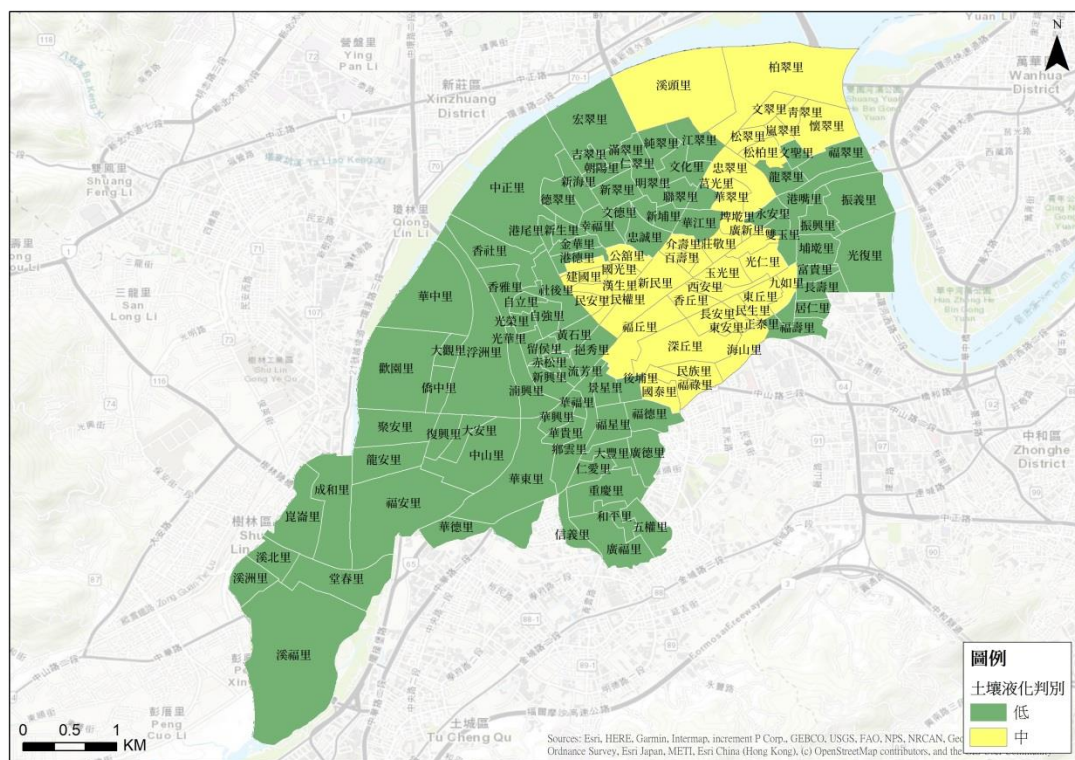 N
營盤里
Ying
Pan Li
新莊區
Xinzhuang
District
Yuan Li
萬華
Wanhua
District
柏翠里
溪頭里
文翠里
青翠里
宏翠里
嵐翠里
懷翠里
松翠里
純翠里
江翠里
滿翠里
松柏里
文聖里
福翠里
吉翠里
仁翠里
文化里
忠翠里
龍翠里
朝陽里
新海里
新翠里
明翠里
莒光里
中正里
德翠里
聯翠里
華翠里
港嘴里
振義里
瓊林里
Qiong
Lin Li
文德里
新埔里
華江里
埤墘里
永安里
振興里
港尾里
新生里
幸福里
忠誠里
廣新里
雙玉里
香社里
金華里
介壽里
莊敬里
埔墘里
光復里
港德里
公舘里
百壽里
光仁里
建國里
國光里
玉光里
富貴里
華中里
香雅里
社後里
漢生里
新民里
西安里
九如里
長壽里
自立里
民安里
民權里
香丘里
東丘里
居仁里
光榮里
自強里
長安里
民生里
光華里
黃石里
福丘里
東安里
正泰里
福壽里
大觀里
浮洲里
留侯里
挹秀里
深丘里
海山里
歡園里
赤松里
流芳里
民族里
僑中里
新興里
後埔里
湳興里
景星里
國泰里
福祿里
華福里
聚安里
復興里
大安里
華興里
福星里
福德里
龍安里
中山里
華貴里
鄉雲里
大豐里
廣德里
成和里
華東里
仁愛里
崑崙里
福安里
重慶里
華德里
信義里
和平里
五權里
廣福里
溪北里
溪洲里
堂春里
溪福里
三龍里
San
Long Li
樹林區
中和區
Zhonghe
District
彭厝里
Peng
Cuo Li
土城區
Tu Cheng Qu
圖例
土壤液化判別
低
中
0 0.5 1
KM
Sources: Esri, HERE, Garmin, Intermap, increment P Corp., GEBCO, USGS, FAO, NPS, NRCAN,
Ordnance Survey, Esri Japan, METI, Esri China (Hong Kong), (c) OpenStreetMap contributors, and the